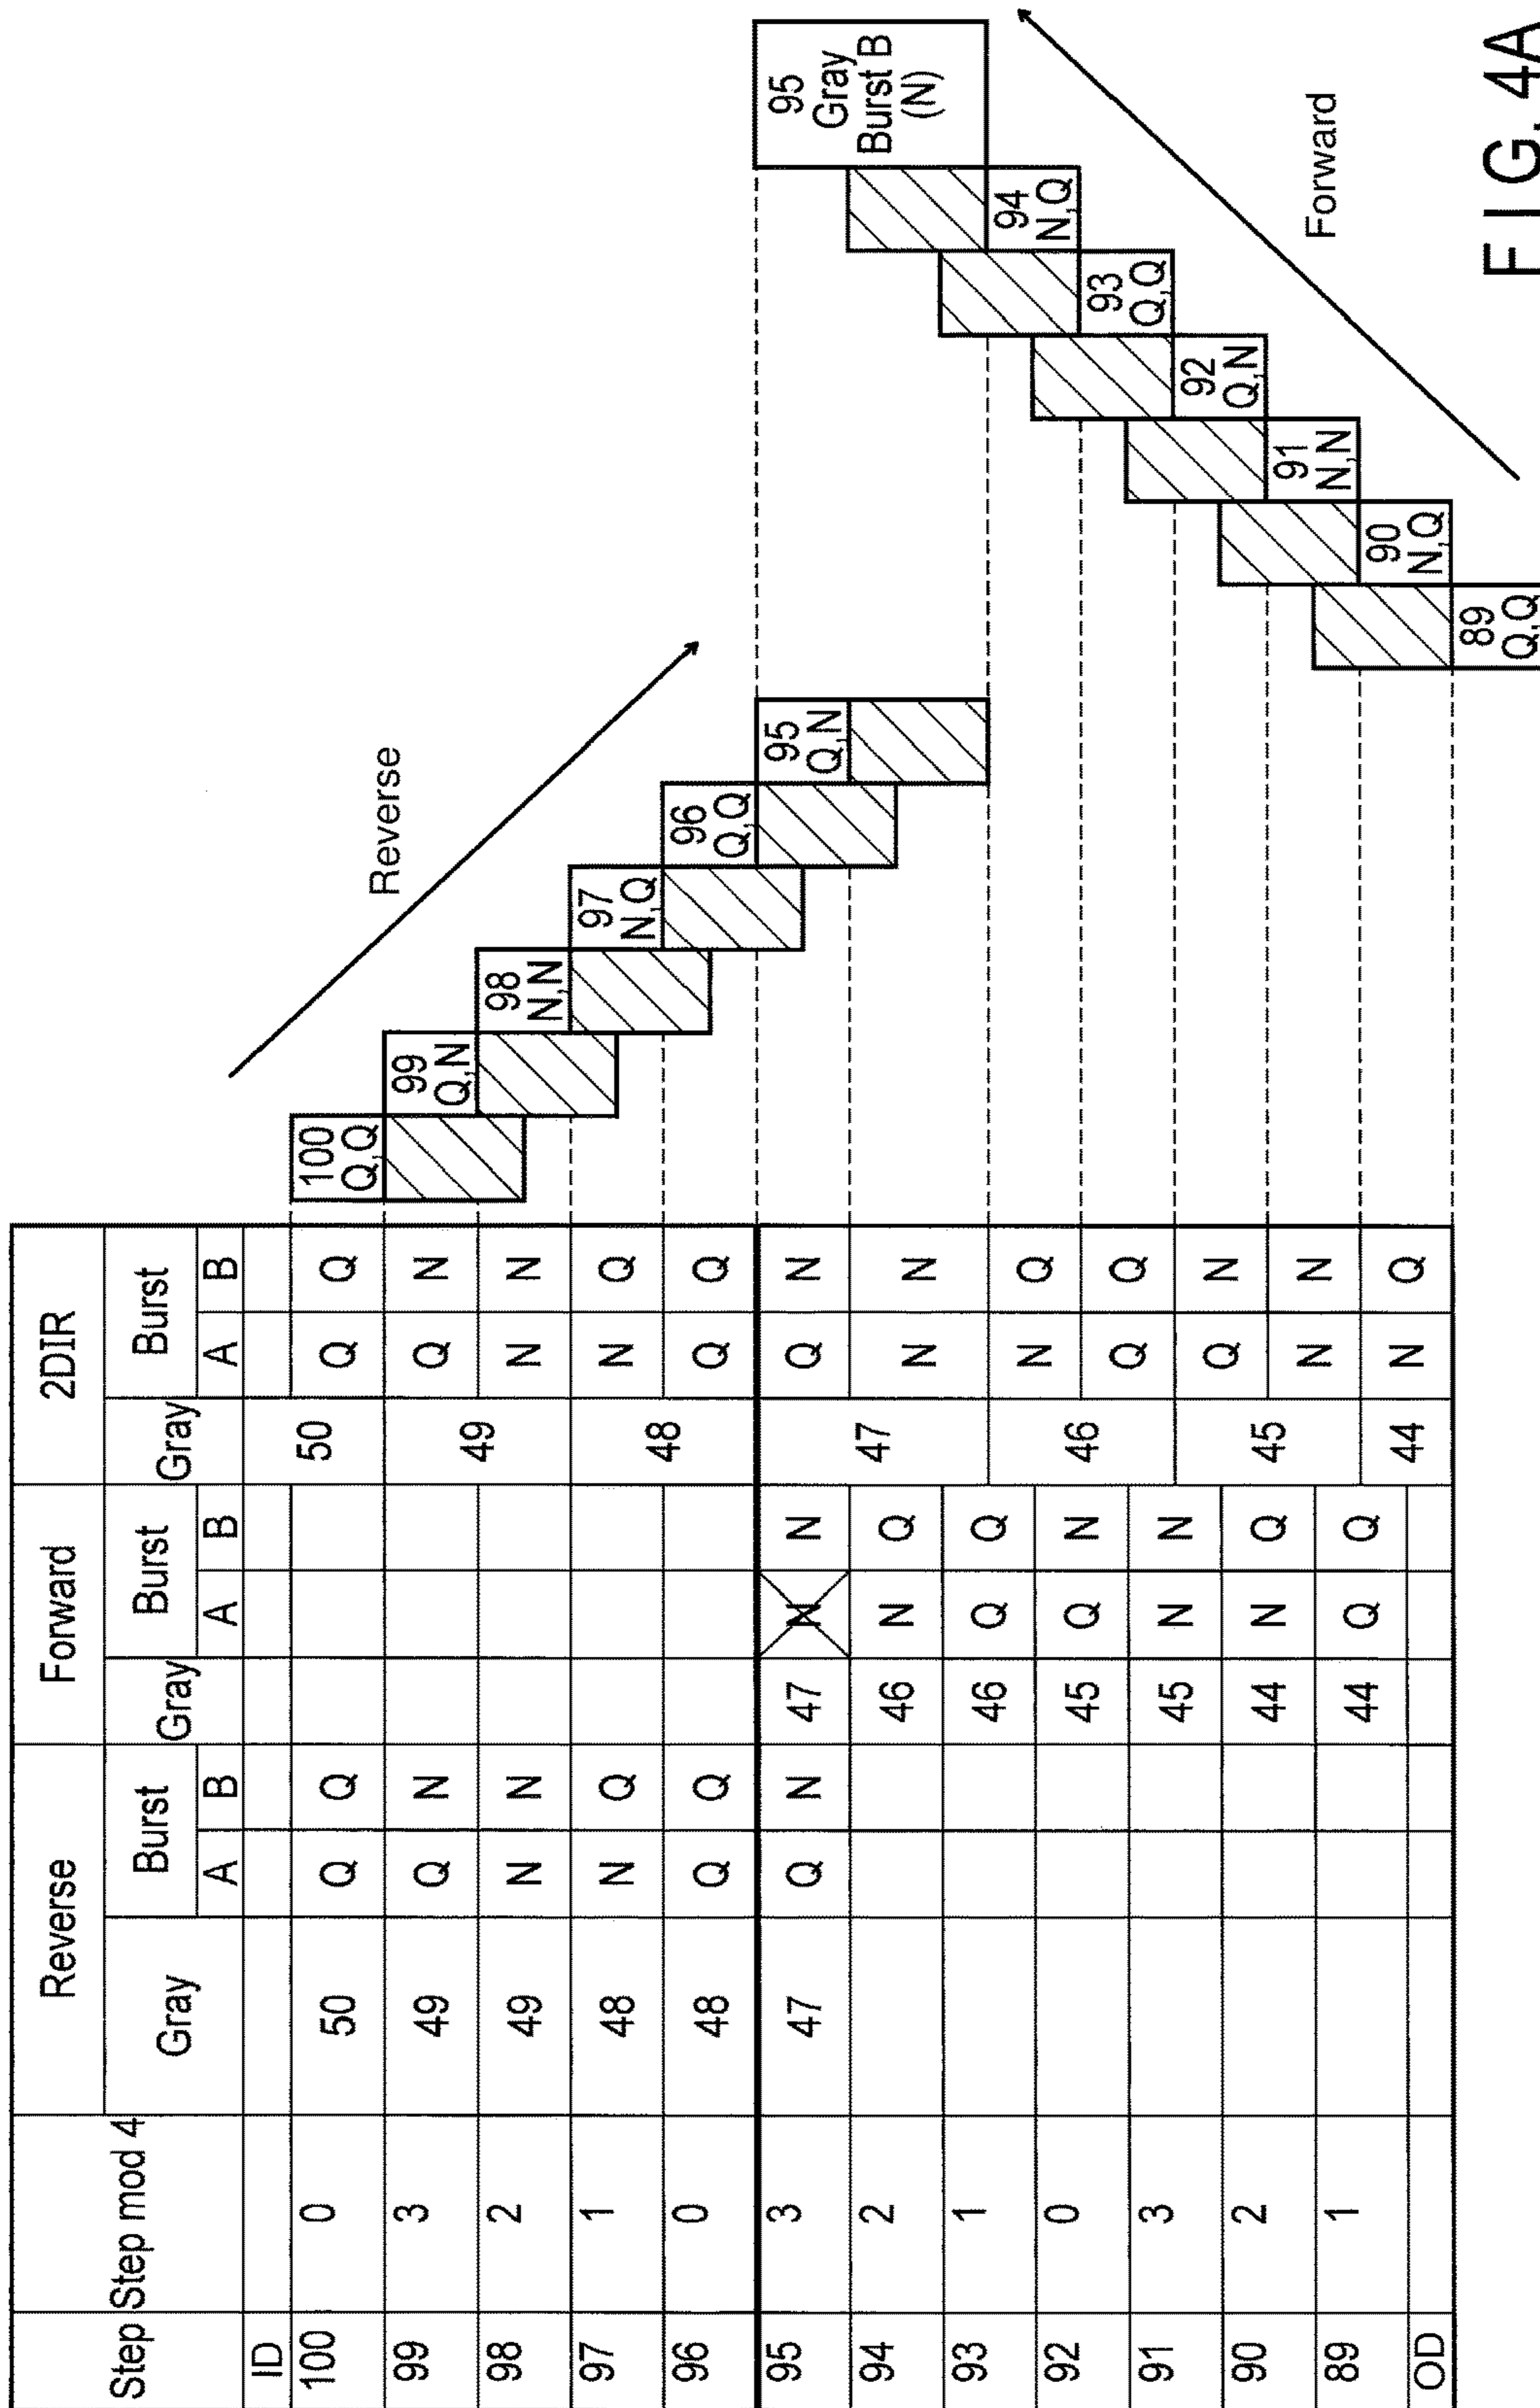 Step Step mod 4 Reverse Forward 2DIR
Gray Burst Gray Burst Gray Burst
A B A B A B
ID
100 0 50 Q Q 50 Q Q
99 3 49 Q N 49 Q N
98 2 49 N N N N
97 1 48 N Q 48 N Q
96 0 48 Q Q Q Q
95 3 47 Q N 47 N N 47 Q N
94 2 46 N Q N N
93 1 46 Q Q 46 N Q
92 0 45 Q N Q Q
91 3 45 N N 45 Q N
90 2 44 N Q N N
89 1 44 Q Q 44 N Q
OD
Reverse
100
Q,Q
99
Q,N
98
N,N
97
N,Q
96
Q,Q
95
Q,N
95
Gray
Burst B
(N)
94
N,Q
93
Q,Q
92
Q,N
91
N,N
90
N,Q
89
Q,Q
Forward
FIG. 4A